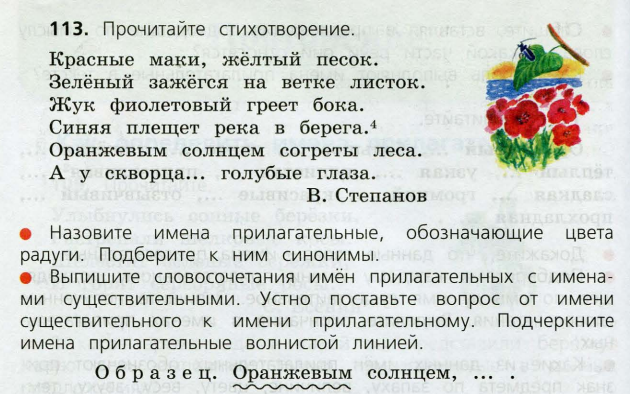 113. Прочитайте стихотворение.
Красные маки, жёлтый песок.
Зелёный зажёгся на ветке листок.
Жук фиолетовый греет бока.
Синяя плещет река в берега.⁴
Оранжевым солнцем согреты леса.
А у скворца... голубые глаза.
В. Степанов
● Назовите имена прилагательные, обозначающие цвета
радуги. Подберите к ним синонимы.
● Выпишите словосочетания имён прилагательных с имена-
ми существительными. Устно поставьте вопрос от имени
существительного к имени прилагательному. Подчеркните
имена прилагательные волнистой линией.
Образец. Оранжевым солнцем, ... .